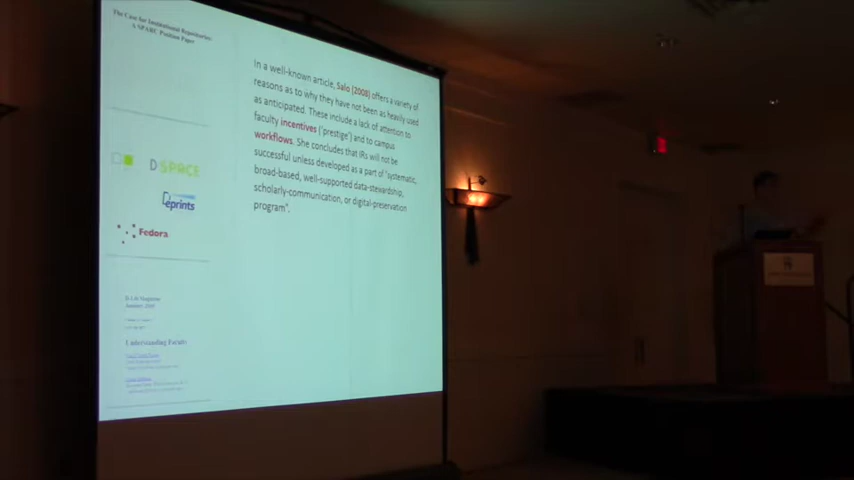 The Case for Institutional Repositories:
A SPARC Position Paper
In a well-known article, Salo (2008) offers a variety of
reasons as to why they have not been as heavily used
as anticipated. These include a lack of attention to
faculty incentives ('prestige') and to campus
workflows. She concludes that IRs will not be
successful unless developed as a part of "systematic,
broad-based, well-supported data-stewardship,
scholarly-communication, or digital-preservation
program".
DSPACE
eprints
Fedora
D-Lib Magazine
January
Understanding Faculty